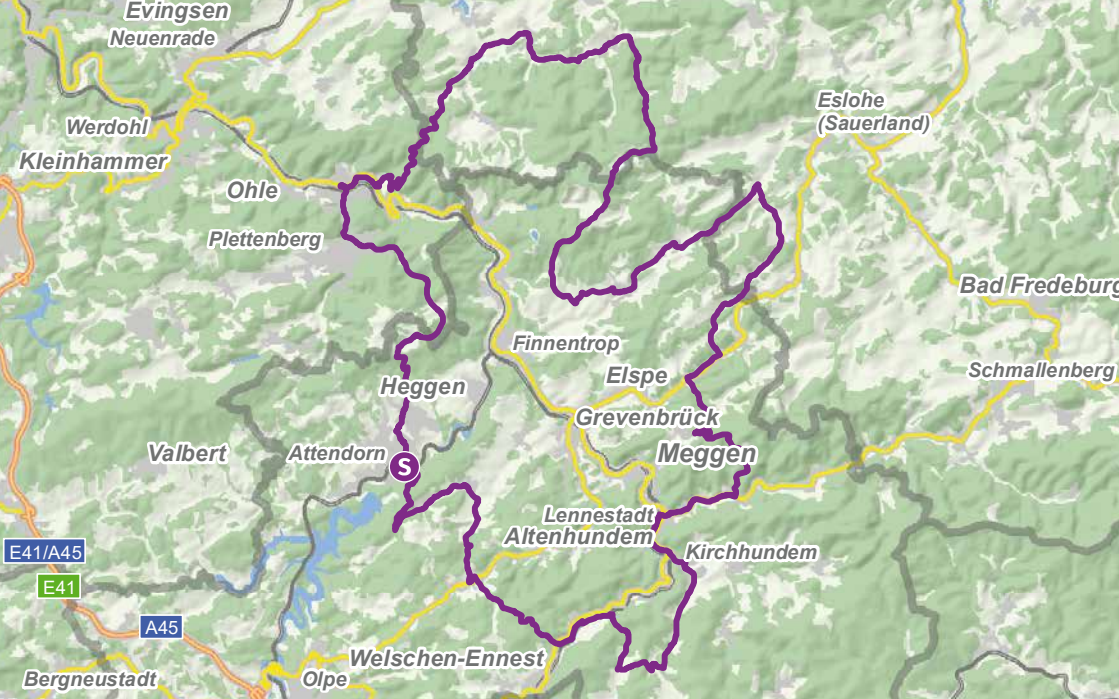 Evingsen
Neuenrade
Eslohe
(Sauerland)
Werdohl
Kleinhammer
Ohle
Plettenberg
Bad Fredeburg
Finnentrop
Schmallenberg
Elspe
Heggen
Grevenbrück
Valbert
Attendorn
S
Meggen
Lennestadt
Altenhundem
Kirchhundem
E41/A45
E41
A45
Welschen-Ennest
Bergneustadt
Olpe